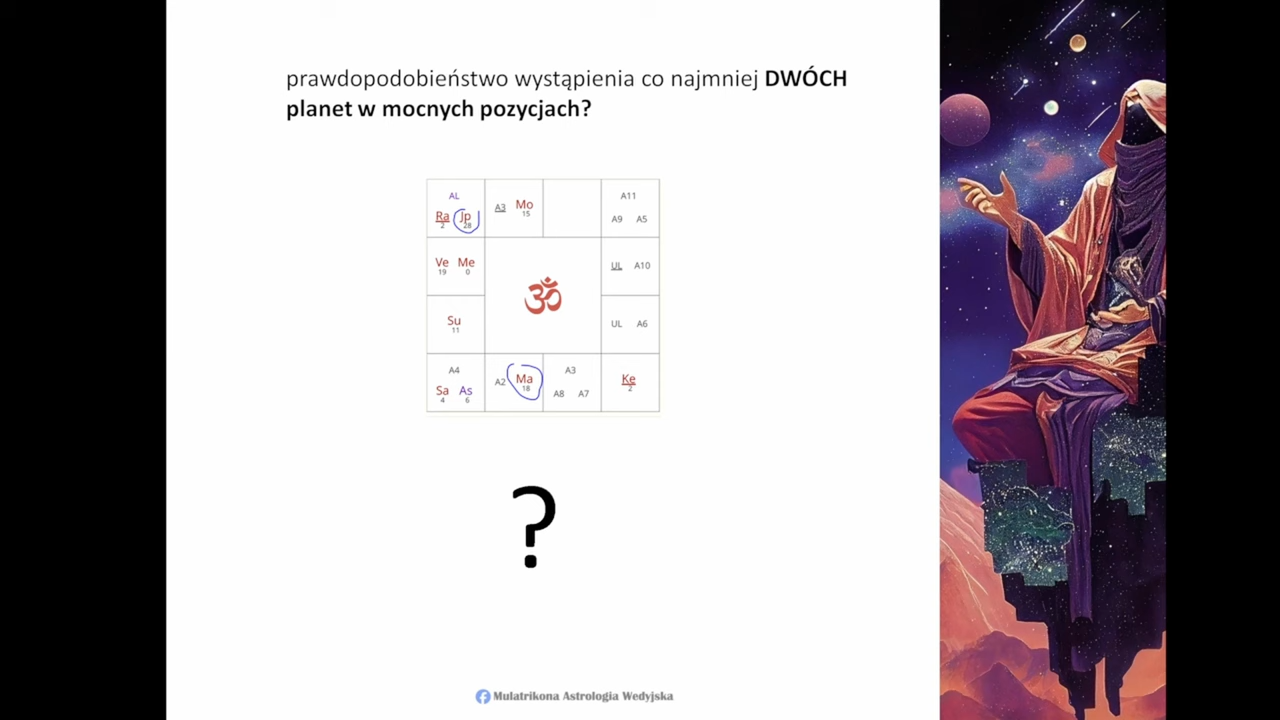 prawdopodobieństwo wystąpienia co najmniej DWÓCH
planet w mocnych pozycjach?
AL
Ra Jp
2 28
A3 Mo
15
A11
A9 A5
Ve Me
19 0
ॐ
UL A10
Su
11
UL A6
A4
Sa As
4 6
A2 Ma
18
A3
A8 A7
Ke
2
?
Mulatrikona Astrologia Wedyjska